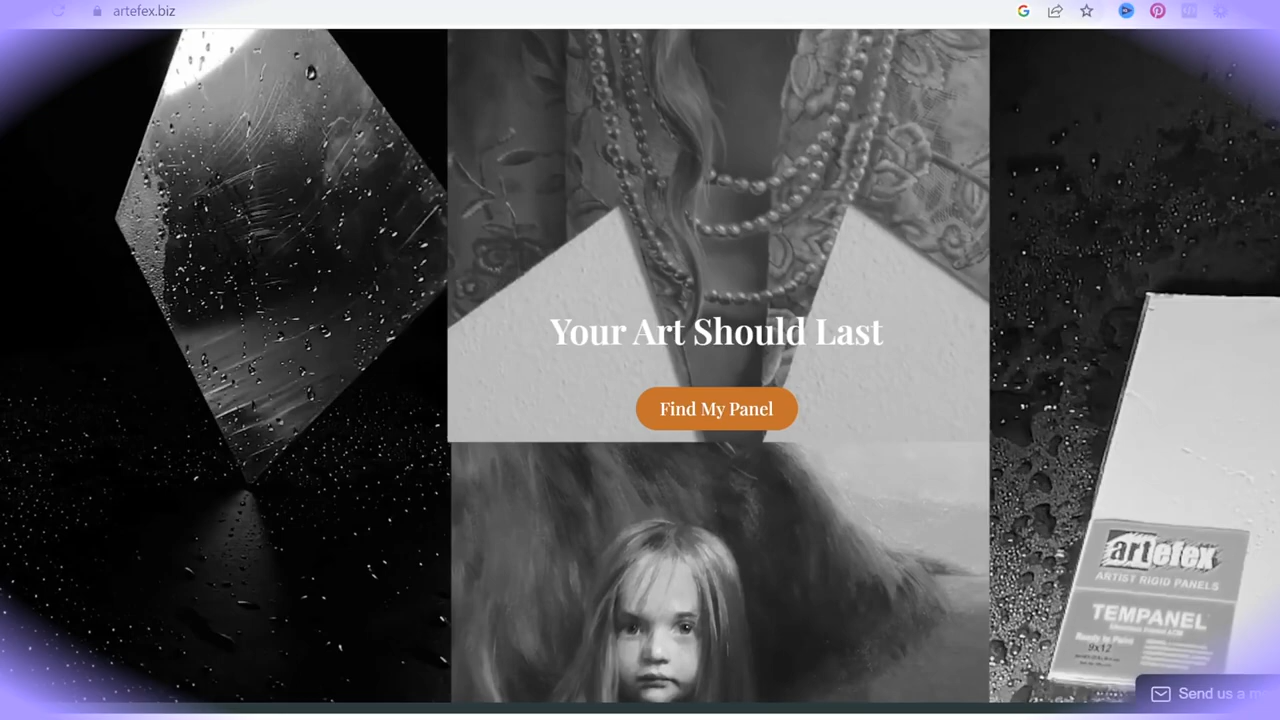 artefex.biz
Your Art Should Last
Find My Panel
artefex
ARTIST RIGID PANELS
TEMPANEL
Ready to Paint
9x12
Send us a me